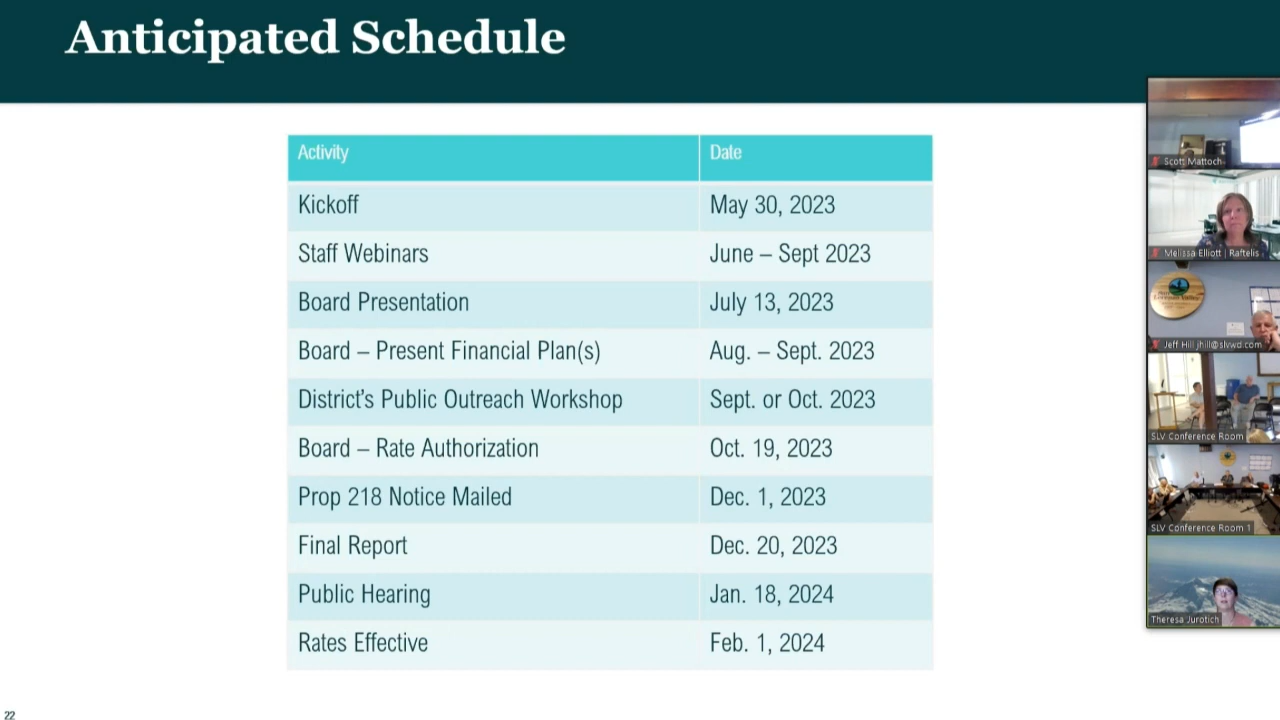 Anticipated Schedule
Activity Date
Kickoff May 30, 2023
Staff Webinars June – Sept 2023
Board Presentation July 13, 2023
Board – Present Financial Plan(s) Aug. – Sept. 2023
District's Public Outreach Workshop Sept. or Oct. 2023
Board – Rate Authorization Oct. 19, 2023
Prop 218 Notice Mailed Dec. 1, 2023
Final Report Dec. 20, 2023
Public Hearing Jan. 18, 2024
Rates Effective Feb. 1, 2024
22
Scott Mattoch
Melissa Elliott | Raftelis
Lorenzo Valley
Jeff Hill jhill@slvwd.com
SLV Conference Room
SLV Conference Room 1
Theresa Jurotich